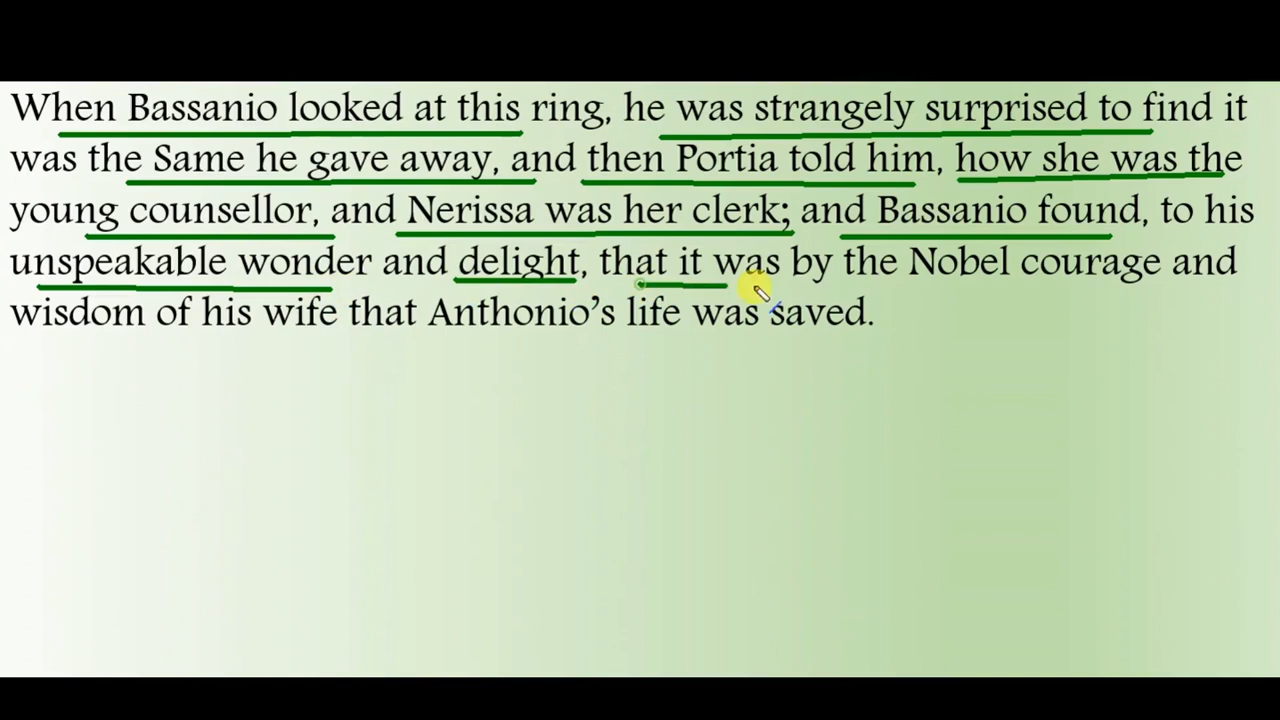 When Bassanio looked at this ring, he was strangely surprised to find it
was the Same he gave away, and then Portia told him, how she was the
young counsellor, and Nerissa was her clerk; and Bassanio found, to his
unspeakable wonder and delight, that it was by the Nobel courage and
wisdom of his wife that Anthonio’s life was saved.